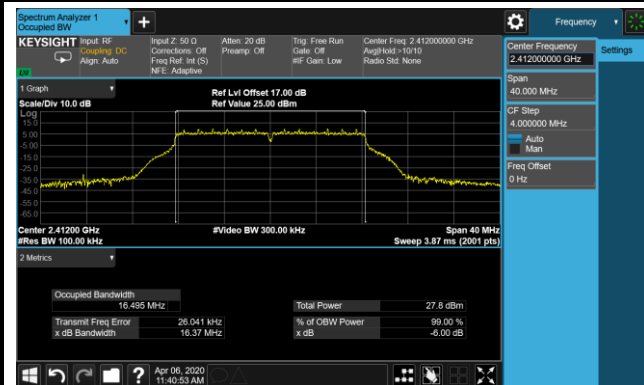 Spectrum Analyzer 1
Occupied BW
+
Frequency
KEYSIGHT
Input: RF
Coupling: DC
Align: Auto
Input Z: 50 Ω
Corrections: Off
Freq Ref: Int (S)
NFE: Adaptive
Atten: 20 dB
Preamp: Off
Trig: Free Run
Gate: Off
#IF Gain: Low
Center Freq: 2.412000000 GHz
Avg|Hold:>10/10
Radio Std: None
LU
Center Frequency
2.412000000 GHz
Settings
Span
40.000 MHz
CF Step
4.000000 MHz
Auto
Man
Freq Offset
0 Hz
1 Graph
Scale/Div 10.0 dB
Ref Lvl Offset 17.00 dB
Ref Value 25.00 dBm
Log
15.0
5.00
-5.00
-15.0
-25.0
-35.0
-45.0
-55.0
-65.0
Center 2.41200 GHz
#Res BW 100.00 kHz
#Video BW 300.00 kHz
Span 40 MHz
Sweep 3.87 ms (2001 pts)
2 Metrics
Occupied Bandwidth
16.495 MHz
Total Power 27.8 dBm
Transmit Freq Error 26.041 kHz
% of OBW Power 99.00 %
x dB Bandwidth 16.37 MHz
x dB -6.00 dB
?
Apr 06, 2020
11:40:53 AM